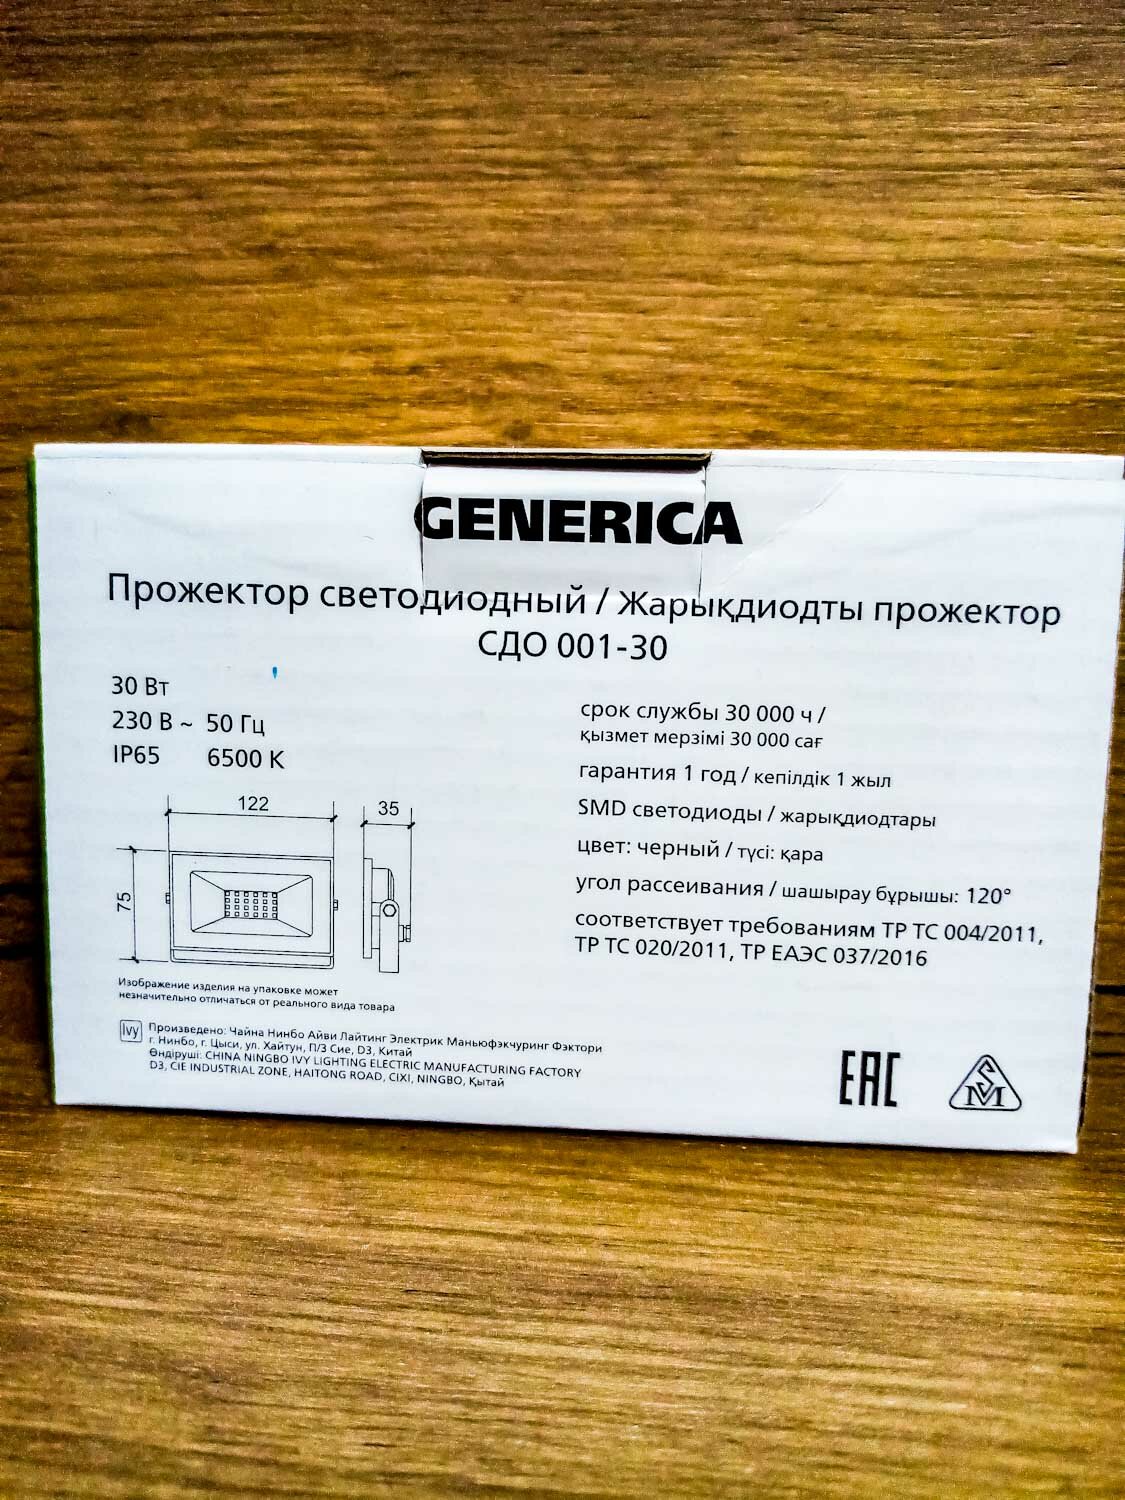 GENERICA
Прожектор светодиодный / Жарықдиодты прожектор
СДО 001-30
30 Вт
230 В ~ 50 Гц
IP65 6500 К
122
35
75
Изображение изделия на упаковке может
незначительно отличаться от реального вида товара
Ivy
Произведено: Чайна Нинбо Айви Лайтинг Электрик Маньюфэкчуринг Фэктори
г. Нинбо, г. Цыси, ул. Хайтун, П/З Сие, D3, Китай
Өндіруші: CHINA NINGBO IVY LIGHTING ELECTRIC MANUFACTURING FACTORY
D3, CIE INDUSTRIAL ZONE, HAITONG ROAD, CIXI, NINGBO, Қытай
срок службы 30 000 ч /
қызмет мерзімі 30 000 сағ
гарантия 1 год / кепілдік 1 жыл
SMD светодиоды / жарықдиодтары
цвет: черный / түсі: қара
угол рассеивания / шашырау бұрышы: 120°
соответствует требованиям ТР ТС 004/2011,
ТР ТС 020/2011, ТР ЕАЭС 037/2016
EAC
SM